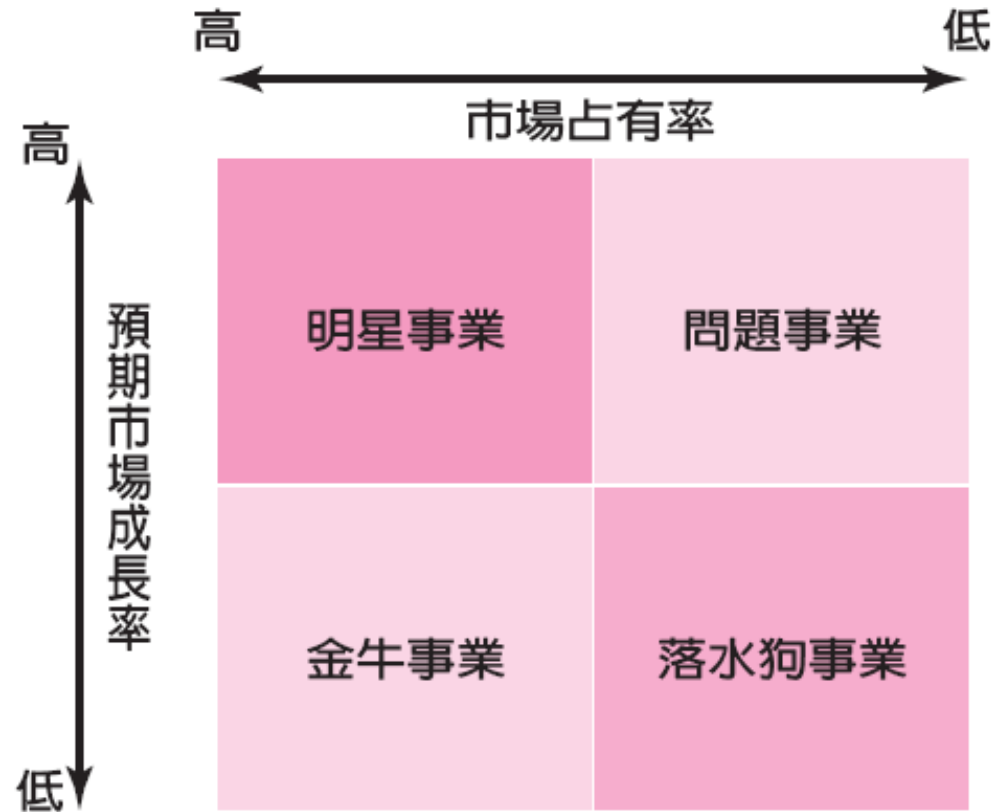 高 低
市場占有率
高
預期市場成長率
明星事業 問題事業
金牛事業 落水狗事業
低